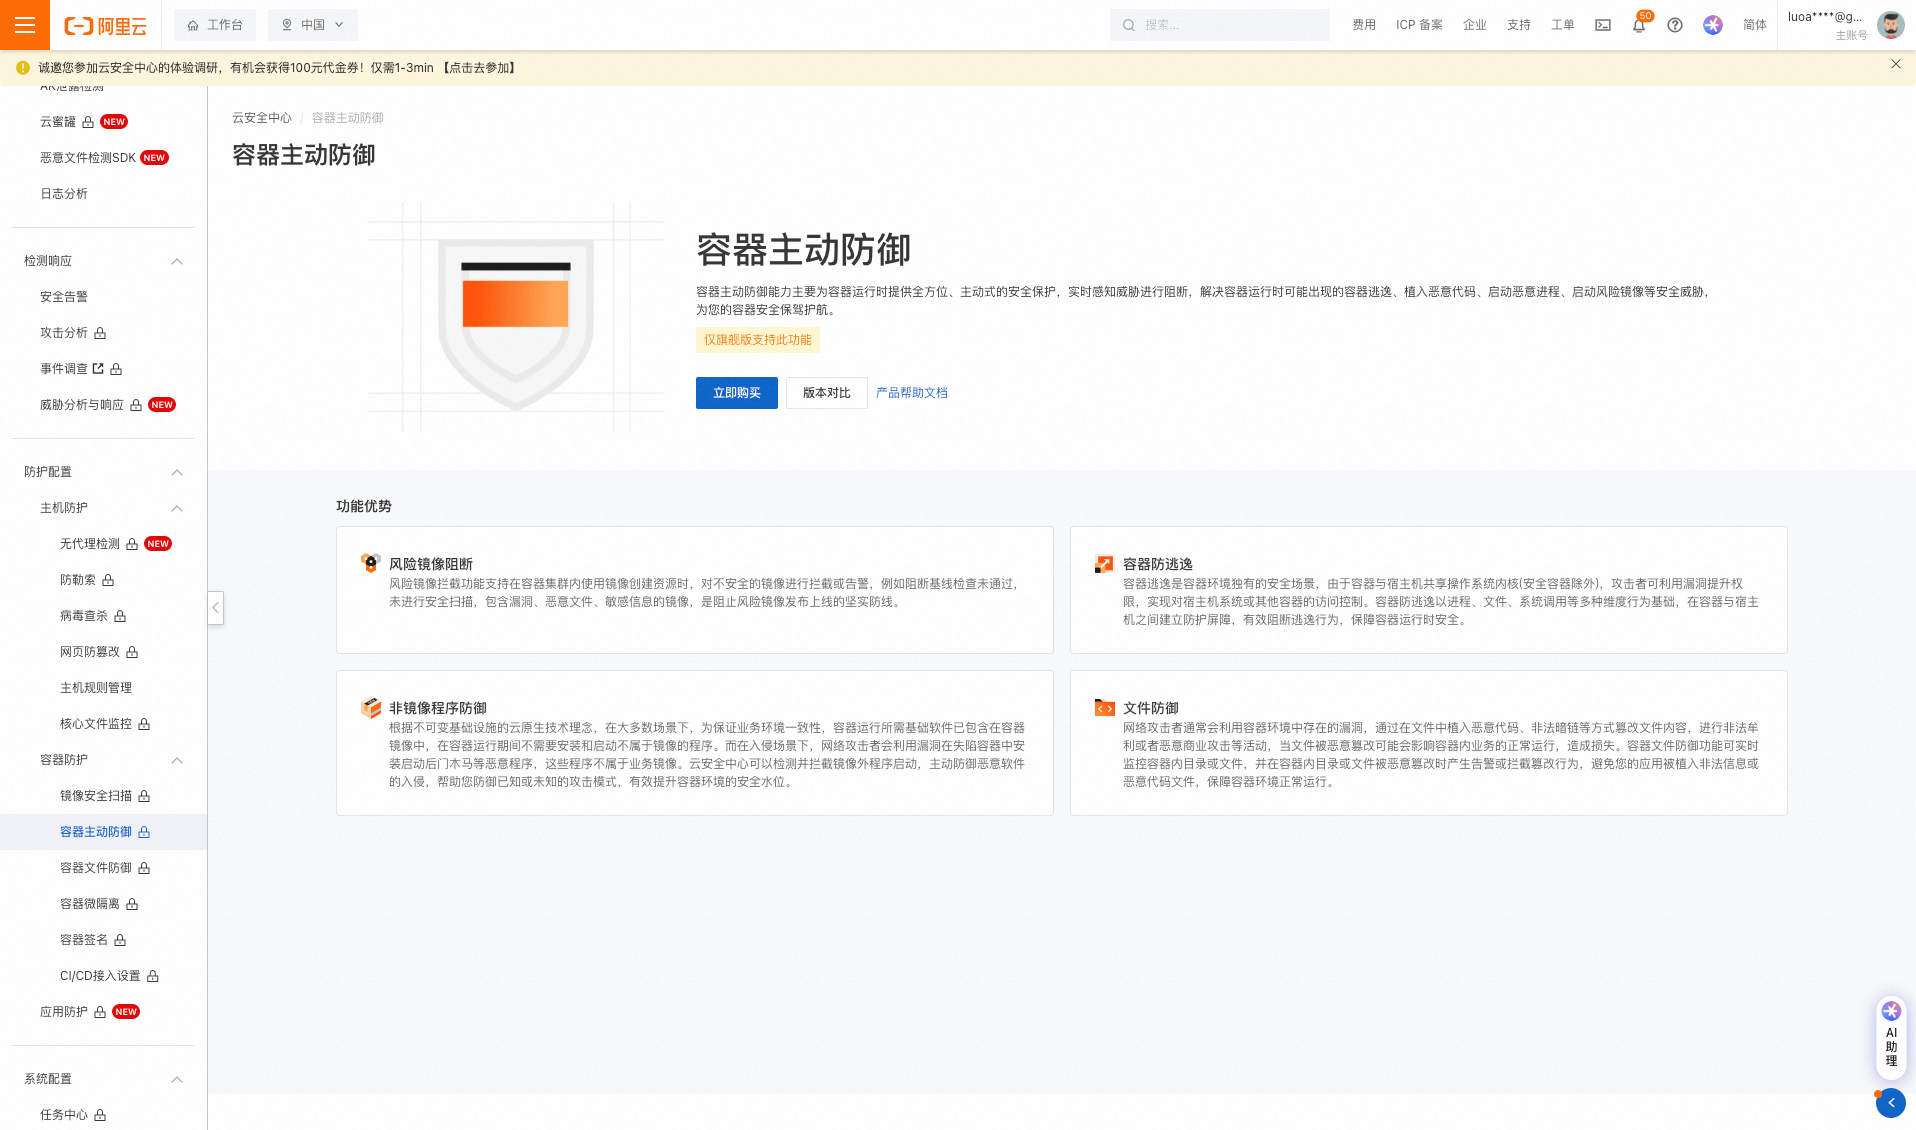 阿里云
工作台
中国
搜索...
费用
ICP 备案
企业
支持
工单
50
简体
luoa****@g...
主账号
诚邀您参加云安全中心的体验调研，有机会获得100元代金券！仅需1-3min 【点击去参加】
AK泄露检测
云蜜罐 NEW
恶意文件检测SDK NEW
日志分析
检测响应
安全告警
攻击分析
事件调查
威胁分析与响应 NEW
防护配置
主机防护
无代理检测 NEW
防勒索
病毒查杀
网页防篡改
主机规则管理
核心文件监控
容器防护
镜像安全扫描
容器主动防御
容器文件防御
容器微隔离
容器签名
CI/CD接入设置
应用防护 NEW
系统配置
任务中心
云安全中心 / 容器主动防御
容器主动防御
容器主动防御
容器主动防御能力主要为容器运行时提供全方位、主动式的安全保护，实时感知威胁进行阻断，解决容器运行时可能出现的容器逃逸、植入恶意代码、启动恶意进程、启动风险镜像等安全威胁，
为您的容器安全保驾护航。
仅旗舰版支持此功能
立即购买
版本对比
产品帮助文档
功能优势
风险镜像阻断
风险镜像拦截功能支持在容器集群内使用镜像创建资源时，对不安全的镜像进行拦截或告警，例如阻断基线检查未通过，
未进行安全扫描，包含漏洞、恶意文件、敏感信息的镜像，是阻止风险镜像发布上线的坚实防线。
容器防逃逸
容器逃逸是容器环境独有的安全场景，由于容器与宿主机共享操作系统内核(安全容器除外)，攻击者可利用漏洞提升权
限，实现对宿主机系统或其他容器的访问控制。容器防逃逸以进程、文件、系统调用等多种维度行为基础，在容器与宿主
机之间建立防护屏障，有效阻断逃逸行为，保障容器运行时安全。
非镜像程序防御
根据不可变基础设施的云原生技术理念，在大多数场景下，为保证业务环境一致性，容器运行所需基础软件已包含在容器
镜像中，在容器运行期间不需要安装和启动不属于镜像的程序。而在入侵场景下，网络攻击者会利用漏洞在失陷容器中安
装启动后门木马等恶意程序，这些程序不属于业务镜像。云安全中心可以检测并拦截镜像外程序启动，主动防御恶意软件
的入侵，帮助您防御已知或未知的攻击模式，有效提升容器环境的安全水位。
文件防御
网络攻击者通常会利用容器环境中存在的漏洞，通过在文件中植入恶意代码、非法暗链等方式篡改文件内容，进行非法牟
利或者恶意商业攻击等活动，当文件被恶意篡改可能会影响容器内业务的正常运行，造成损失。容器文件防御功能可实时
监控容器内目录或文件，并在容器内目录或文件被恶意篡改时产生告警或拦截篡改行为，避免您的应用被植入非法信息或
恶意代码文件，保障容器环境正常运行。
AI
助
理